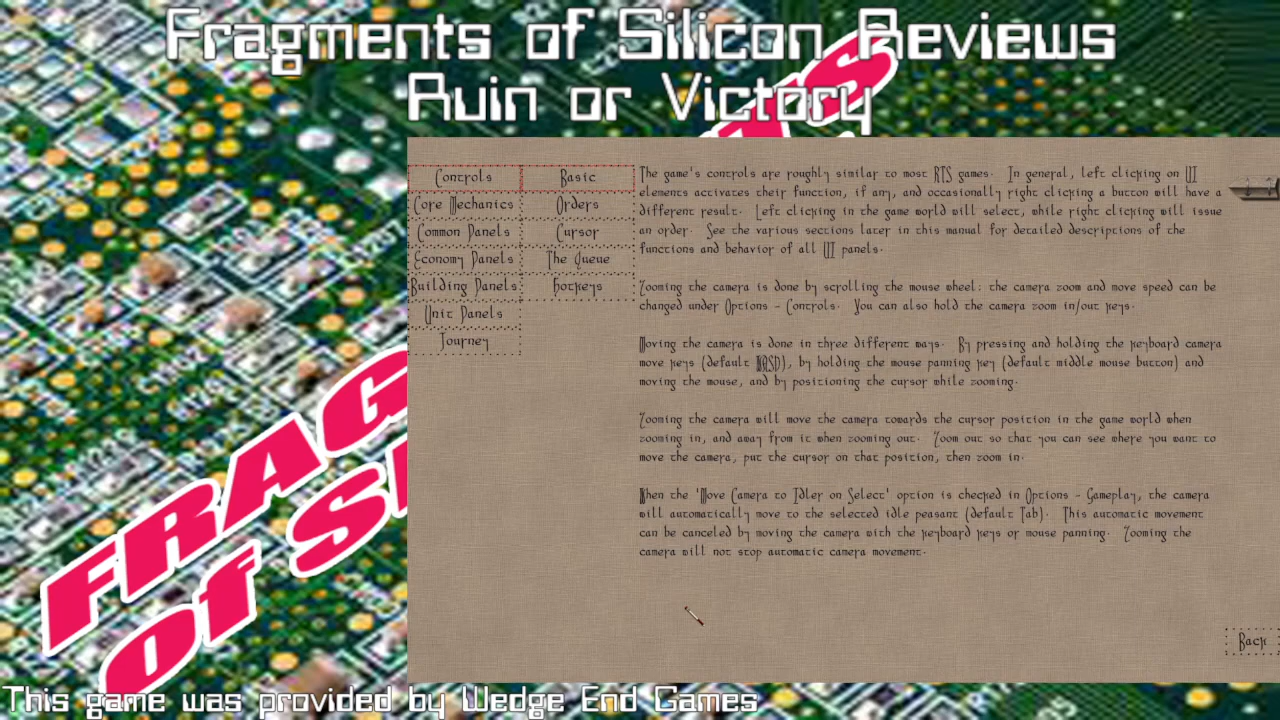 Fragments of Silicon Reviews
Ruin or Victory
Controls
Core Mechanics
Common Panels
Economy Panels
Building Panels
Unit Panels
Journey
Basic
Orders
Cursor
The Queue
Hotkeys
The game's controls are roughly similar to most RTS games. In general, left clicking on UI
elements activates their function, if any, and occasionally right clicking a button will have a
different result. Left clicking in the game world will select, while right clicking will issue
an order. See the various sections later in this manual for detailed descriptions of the
functions and behavior of all UI panels.
Zooming the camera is done by scrolling the mouse wheel: the camera zoom and move speed can be
changed under Options - Controls. You can also hold the camera zoom in/out keys.
Moving the camera is done in three different ways. By pressing and holding the keyboard camera
move keys (default WASD), by holding the mouse panning key (default middle mouse button) and
moving the mouse, and by positioning the cursor while zooming.
Zooming the camera will move the camera towards the cursor position in the game world when
zooming in, and away from it when zooming out. Zoom out so that you can see where you want to
move the camera, put the cursor on that position, then zoom in.
When the 'Move Camera to Idler on Select' option is checked in Options - Gameplay, the camera
will automatically move to the selected idle peasant (default Tab). This automatic movement
can be canceled by moving the camera with the keyboard keys or mouse panning. Zooming the
camera will not stop automatic camera movement.
Back
FRAG
of SI
TS
This game was provided by Wedge End Games